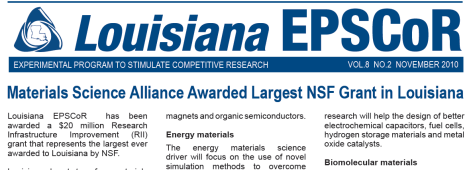 Louisiana EPSCoR
EXPERIMENTAL PROGRAM TO STIMULATE COMPETITIVE RESEARCH VOL.8 NO.2 NOVEMBER 2010
Materials Science Alliance Awarded Largest NSF Grant in Louisiana
Louisiana EPSCoR has been
awarded a $20 million Research
Infrastructure Improvement (RII)
grant that represents the largest ever
awarded to Louisiana by NSF.
magnets and organic semiconductors.
Energy materials
The energy materials science
driver will focus on the use of novel
simulation methods to overcome
research will help the design of better
electrochemical capacitors, fuel cells,
hydrogen storage materials and metal
oxide catalysts.
Biomolecular materials